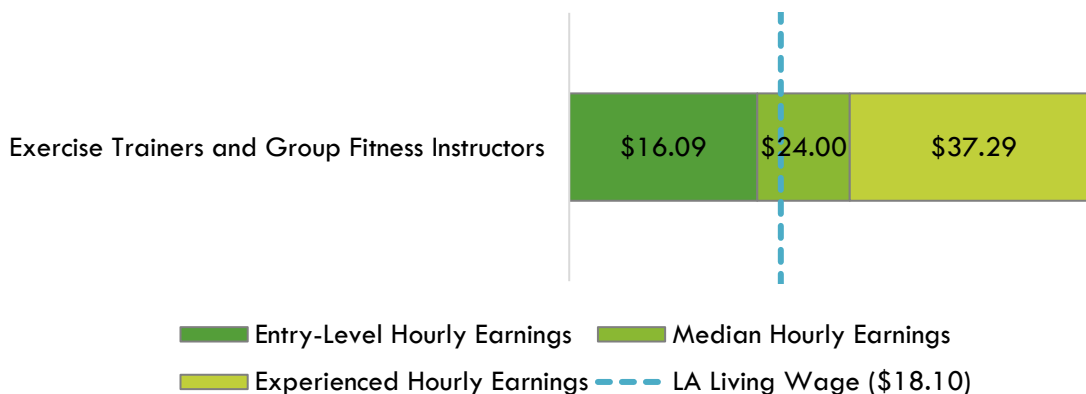 Exercise Trainers and Group Fitness Instructors $16.09 $24.00 $37.29
Entry-Level Hourly Earnings Median Hourly Earnings
Experienced Hourly Earnings LA Living Wage ($18.10)